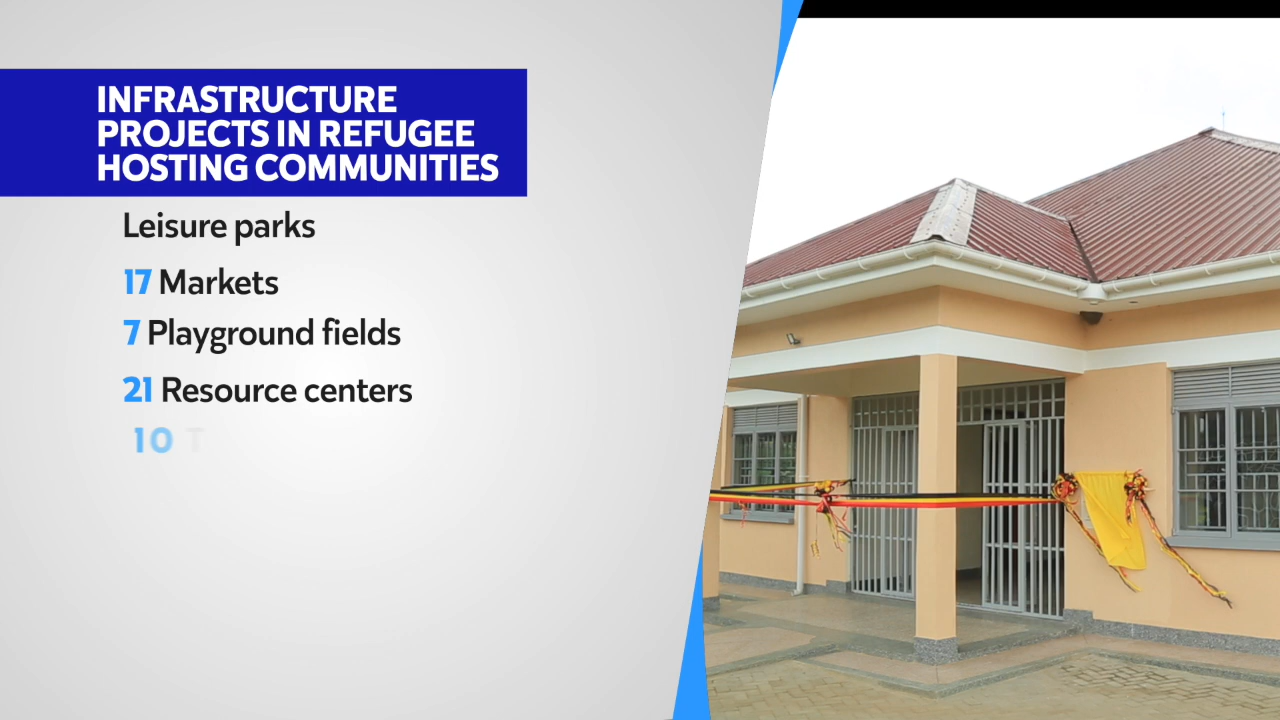 INFRASTRUCTURE
PROJECTS IN REFUGEE
HOSTING COMMUNITIES
Leisure parks
17 Markets
7 Playground fields
21 Resource centers
10 T